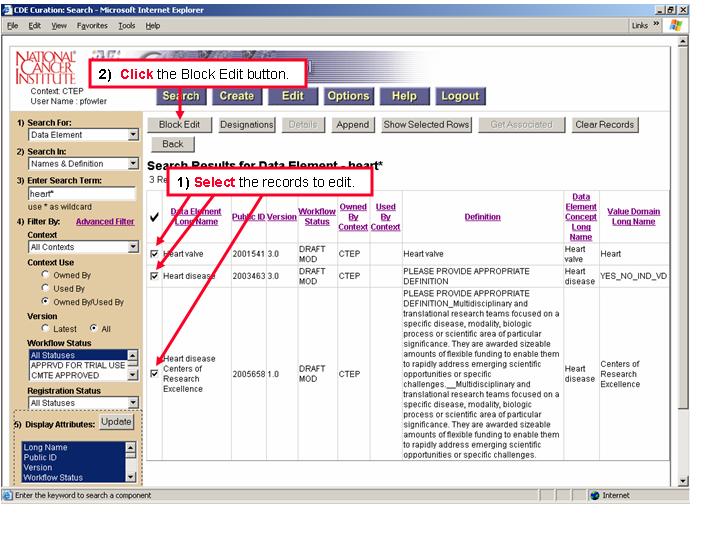 CDE Curation: Search - Microsoft Internet Explorer
File Edit View Favorites Tools Help
Links »
NATIONAL
CANCER
INSTITUTE
2) Click the Block Edit button.
Context: CTEP
User Name : pfowler
Search Create Edit Options Help Logout
1) Search For:
Data Element
2) Search In:
Names & Definition
3) Enter Search Term:
heart*
use * as wildcard
4) Filter By: Advanced Filter
Context
All Contexts
Context Use
Owned By
Used By
Owned By/Used By
Version
Latest All
Workflow Status
All Statuses
APPRVD FOR TRIAL USE
CMTE APPROVED
Registration Status
All Statuses
5) Display Attributes: Update
Long Name
Public ID
Version
Workflow Status
Block Edit Designations Details Append Show Selected Rows Get Associated Clear Records
Back
Search Results for Data Element - heart*
3 Re
1) Select the records to edit.
Data Element Long Name
Public ID
Version
Workflow Status
Owned By Context
Used By Context
Definition
Data Element Concept Long Name
Value Domain Long Name
Heart valve 2001541 3.0 DRAFT MOD CTEP Heart valve Heart valve Heart
Heart disease 2003463 3.0 DRAFT MOD CTEP PLEASE PROVIDE APPROPRIATE DEFINITION Heart disease YES_NO_IND_VD
Heart disease
Centers of
Research
Excellence
2005658 1.0
DRAFT
MOD
CTEP
PLEASE PROVIDE APPROPRIATE
DEFINITION_Multidisciplinary and
translational research teams focused on a
specific disease, modality, biologic
process or scientific area of particular
significance. They are awarded sizeable
amounts of flexible funding to enable them
to rapidly address emerging scientific
opportunities or specific
challenges.__Multidisciplinary and
translational research teams focused on a
specific disease, modality, biologic
process or scientific area of particular
significance. They are awarded sizeable
amounts of flexible funding to enable them
to rapidly address emerging scientific
opportunities or specific challenges.
Heart
disease
Centers of
Research
Excellence
Enter the keyword to search a component
Internet